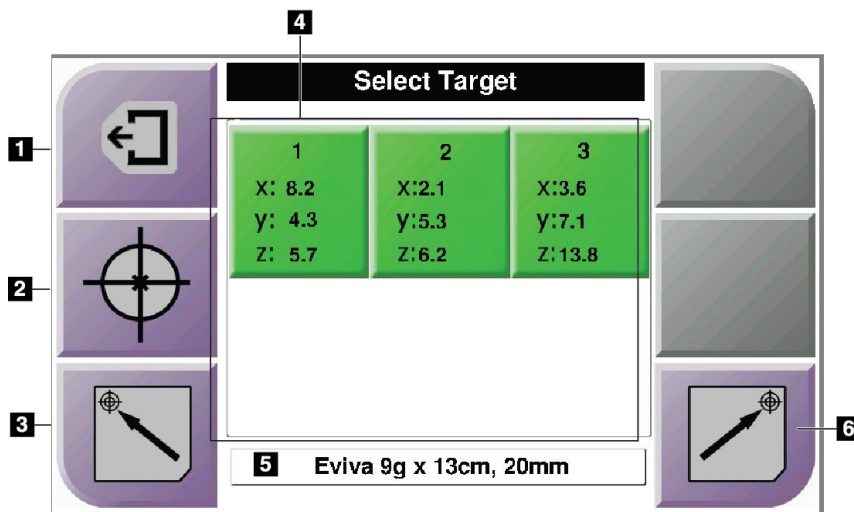 4
Select Target
1
1 2 3
x: 8.2 x:2.1 x:3.6
y: 4.3 y:5.3 y:7.1
z: 5.7 z:6.2 z:13.8
2
3
6
5 Eviva 9g x 13cm, 20mm